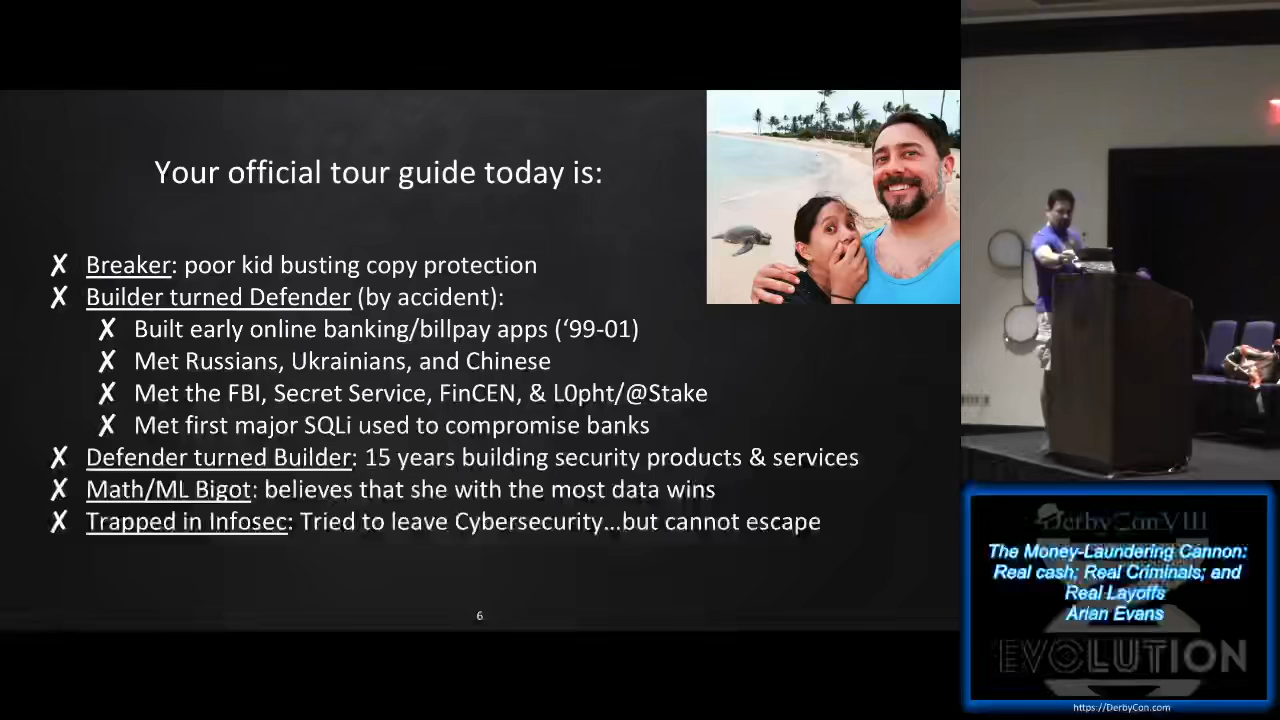 Your official tour guide today is:
✗ Breaker: poor kid busting copy protection
✗ Builder turned Defender (by accident):
✗ Built early online banking/billpay apps (‘99-01)
✗ Met Russians, Ukrainians, and Chinese
✗ Met the FBI, Secret Service, FinCEN, & L0pht/@Stake
✗ Met first major SQLi used to compromise banks
✗ Defender turned Builder: 15 years building security products & services
✗ Math/ML Bigot: believes that she with the most data wins
✗ Trapped in Infosec: Tried to leave Cybersecurity...but cannot escape
6
DerbyCon VIII
The Money-Laundering Cannon:
Real cash; Real Criminals; and
Real Layoffs
Arian Evans
EVOLUTION
https://DerbyCon.com